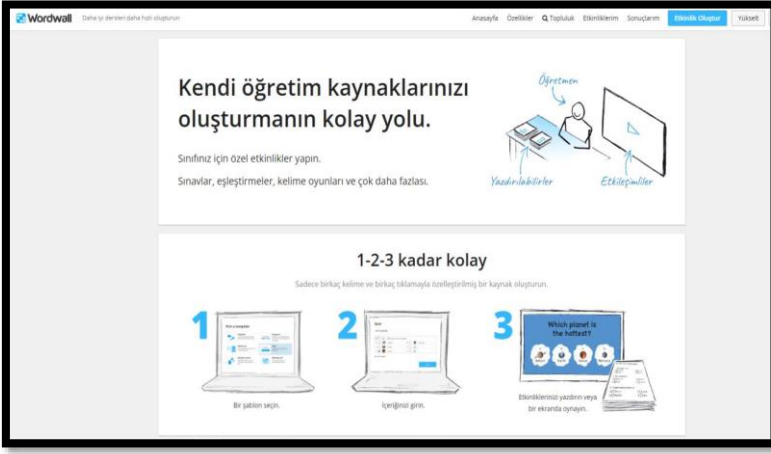 Wordwall Daha iyi dersleri daha hızlı oluşturun Anasayfa Özellikler Topluluk Etkinliklerim Sonuçlarım Etkinlik Oluştur Yükselt
Kendi öğretim kaynaklarınızı
oluşturmanın kolay yolu.
Sınıfınız için özel etkinlikler yapın.
Sınavlar, eşleştirmeler, kelime oyunları ve çok daha fazlası.
Öğretmen
Yazdırılabilirler
Etkileşimliler
1-2-3 kadar kolay
Sadece birkaç kelime ve birkaç tıklamayla özelleştirilmiş bir kaynak oluşturun.
1
2
3
Pick a template
Which planet is
the hottest?
Bir şablon seçin.
İçeriğinizi girin.
Etkinliklerinizi yazdırın veya
bir ekranda oynayın.